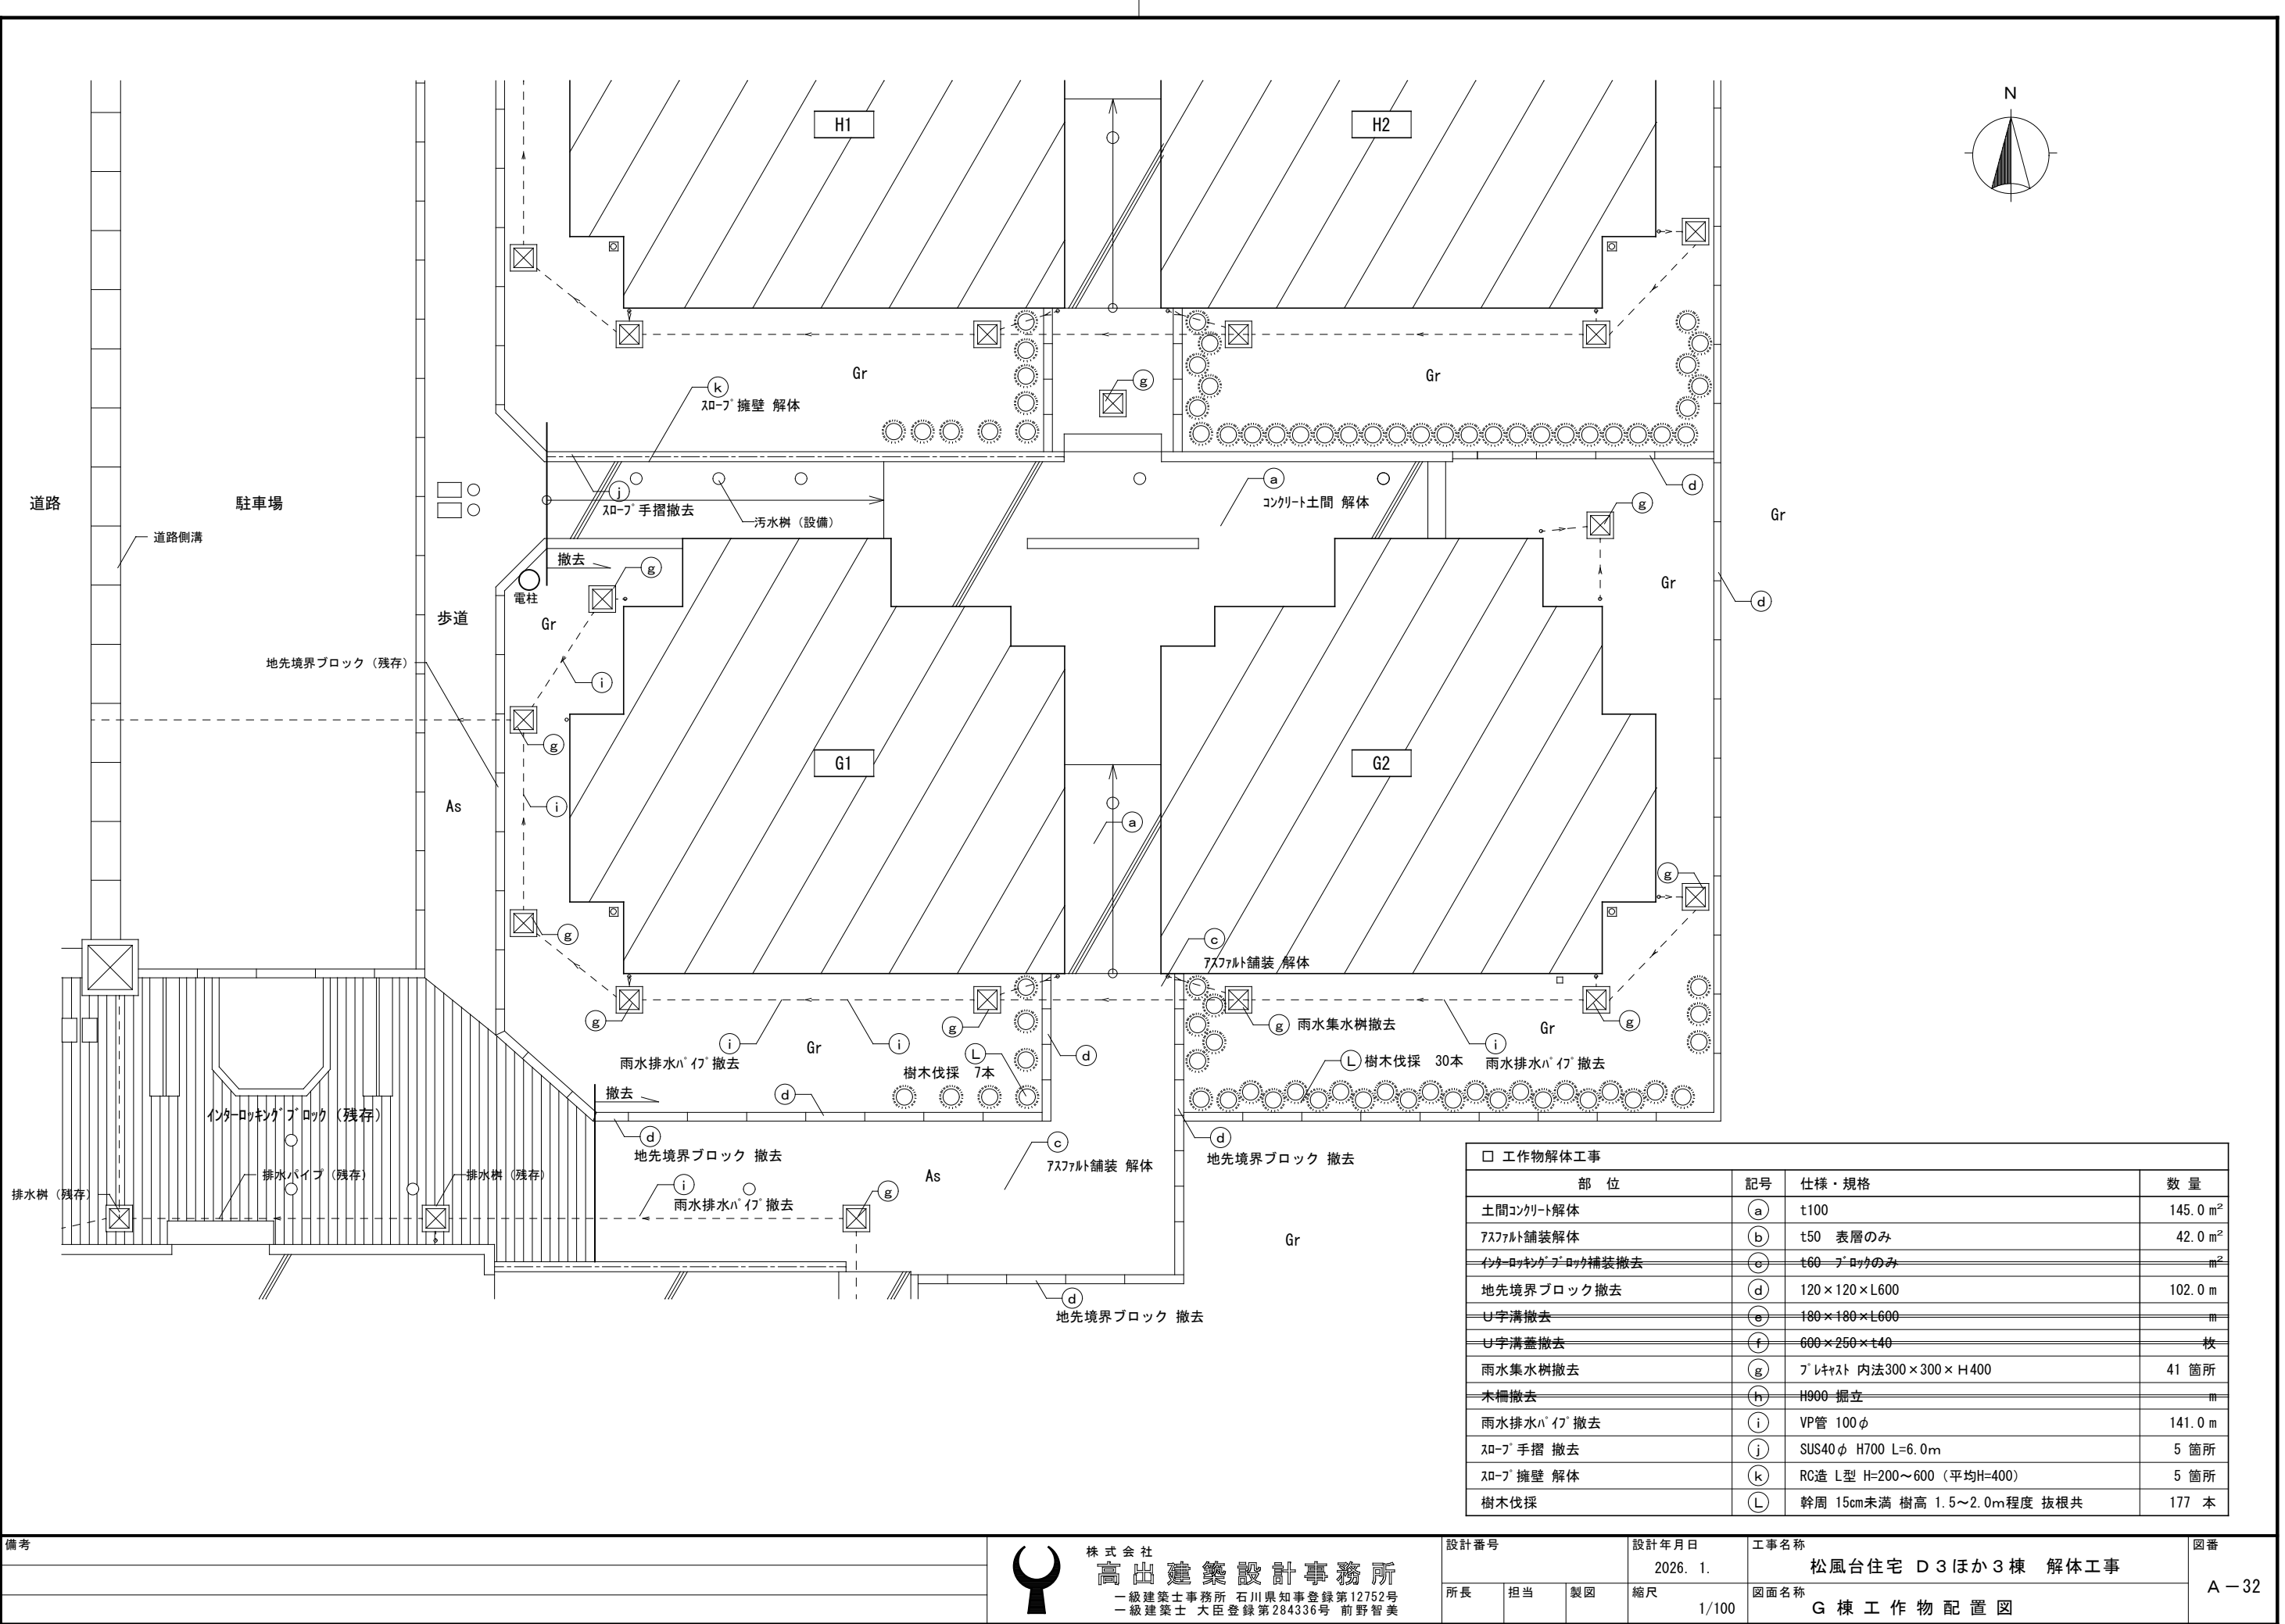 H1
H2
N
Gr
Gr
k
ｽﾛｰﾌﾟ擁壁 解体
g
道路
駐車場
道路側溝
j
ｽﾛｰﾌﾟ手摺撤去
汚水桝（設備）
a
ｺﾝｸﾘｰﾄ土間 解体
d
g
Gr
撤去
g
電柱
Gr
Gr
d
歩道
地先境界ブロック（残存）
i
g
G1
G2
As
i
a
g
g
c
ｱｽﾌｧﾙﾄ舗装 解体
g
i
雨水排水ﾊﾟｲﾌﾟ撤去
Gr
i
g
L
樹木伐採 7本
d
g
雨水集水桝撤去
L
樹木伐採 30本
i
雨水排水ﾊﾟｲﾌﾟ撤去
Gr
g
撤去
d
ｲﾝﾀｰﾛｯｷﾝｸﾞﾌﾞﾛｯｸ（残存）
d
地先境界ブロック 撤去
c
ｱｽﾌｧﾙﾄ舗装 解体
d
地先境界ブロック 撤去
As
排水桝（残存）
排水パイプ（残存）
排水桝（残存）
i
雨水排水ﾊﾟｲﾌﾟ撤去
g
Gr
d
地先境界ブロック 撤去
□ 工作物解体工事
部 位 記号 仕様・規格 数 量
土間ｺﾝｸﾘｰﾄ解体 a t100 145.0 m²
ｱｽﾌｧﾙﾄ舗装解体 b t50 表層のみ 42.0 m²
ｲﾝﾀｰﾛｯｷﾝｸﾞﾌﾞﾛｯｸ補装撤去 c t60 ﾌﾞﾛｯｸのみ m²
地先境界ブロック撤去 d 120×120×L600 102.0 m
Ｕ字溝撤去 e 180×180×L600 m
Ｕ字溝蓋撤去 f 600×250×t40 枚
雨水集水桝撤去 g ﾌﾟﾚｷｬｽﾄ 内法300×300×Ｈ400 41 箇所
木柵撤去 h H900 掘立 m
雨水排水ﾊﾟｲﾌﾟ撤去 i VP管 100φ 141.0 m
ｽﾛｰﾌﾟ手摺 撤去 j SUS40φ H700 L=6.0ｍ 5 箇所
ｽﾛｰﾌﾟ擁壁 解体 k RC造 L型 H=200～600（平均H=400） 5 箇所
樹木伐採 L 幹周 15cm未満 樹高 1.5～2.0ｍ程度 抜根共 177 本
備考
株式会社
高出建築設計事務所
一級建築士事務所 石川県知事登録第12752号
一級建築士 大臣登録第284336号 前野智美
設計番号
設計年月日
2026. 1.
工事名称
松風台住宅 Ｄ３ほか３棟 解体工事
図番
Ａ－32
所長
担当
製図
縮尺
1/100
図面名称
Ｇ棟工作物配置図